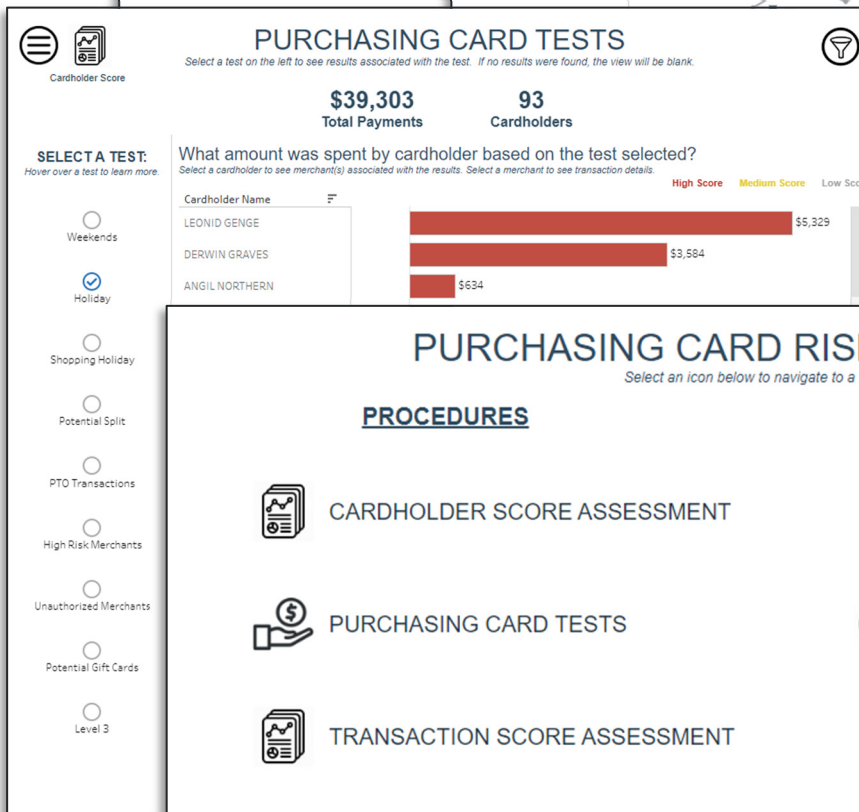 PURCHASING CARD TESTS
Select a test on the left to see results associated with the test. If no results were found, the view will be blank.
Cardholder Score
$39,303
Total Payments
93
Cardholders
SELECT A TEST:
Hover over a test to learn more.
Weekends
Holiday
Shopping Holiday
Potential Split
PTO Transactions
High Risk Merchants
Unauthorized Merchants
Potential Gift Cards
Level 3
What amount was spent by cardholder based on the test selected?
Select a cardholder to see merchant(s) associated with the results. Select a merchant to see transaction details.
High Score Medium Score Low Sco
Cardholder Name
LEONID GENGE $5,329
DERWIN GRAVES $3,584
ANGIL NORTHERN $634
PURCHASING CARD RIS
Select an icon below to navigate to a
PROCEDURES
CARDHOLDER SCORE ASSESSMENT
PURCHASING CARD TESTS
TRANSACTION SCORE ASSESSMENT